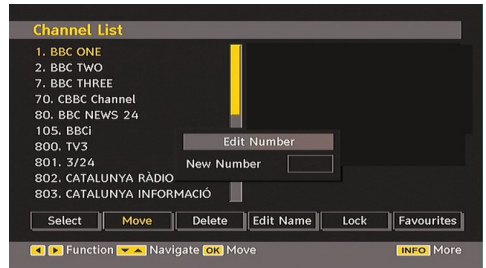 Channel List
1. BBC ONE
2. BBC TWO
7. BBC THREE
70. CBBC Channel
80. BBC NEWS 24
105. BBCi
800. TV3
801. 3/24
802. CATALUNYA RÀDIO
803. CATALUNYA INFORMACIÓ
Edit Number
New Number
Select Move Delete Edit Name Lock Favourites
Function Navigate OK Move INFO More